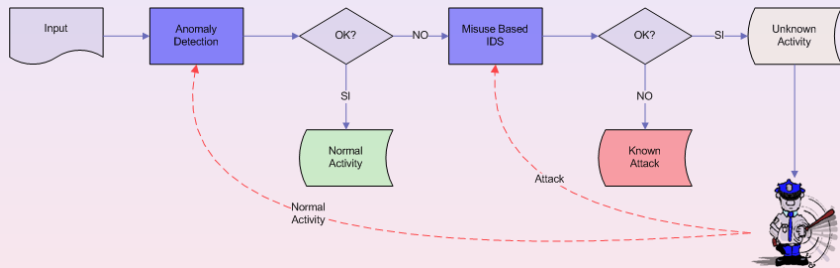 Input
Anomaly
Detection
OK?
NO
Misuse Based
IDS
OK?
SI
Unknown
Activity
SI
NO
Normal
Activity
Known
Attack
Attack
Normal
Activity